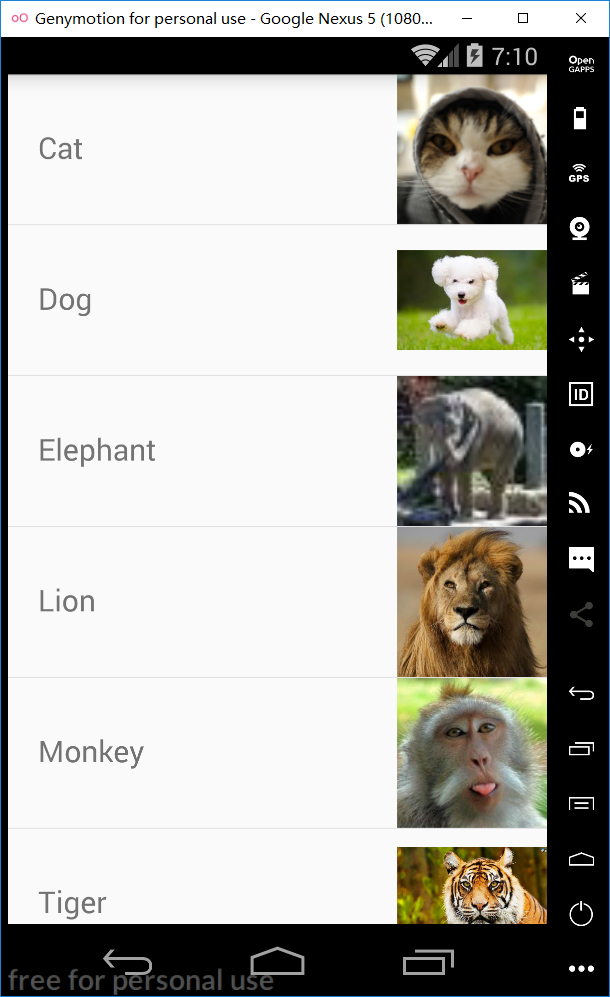 Genymotion for personal use - Google Nexus 5 (1080...
7:10
Open
GAPPS
Cat
GPS
Dog
ID
Elephant
Lion
Monkey
Tiger
free for personal use